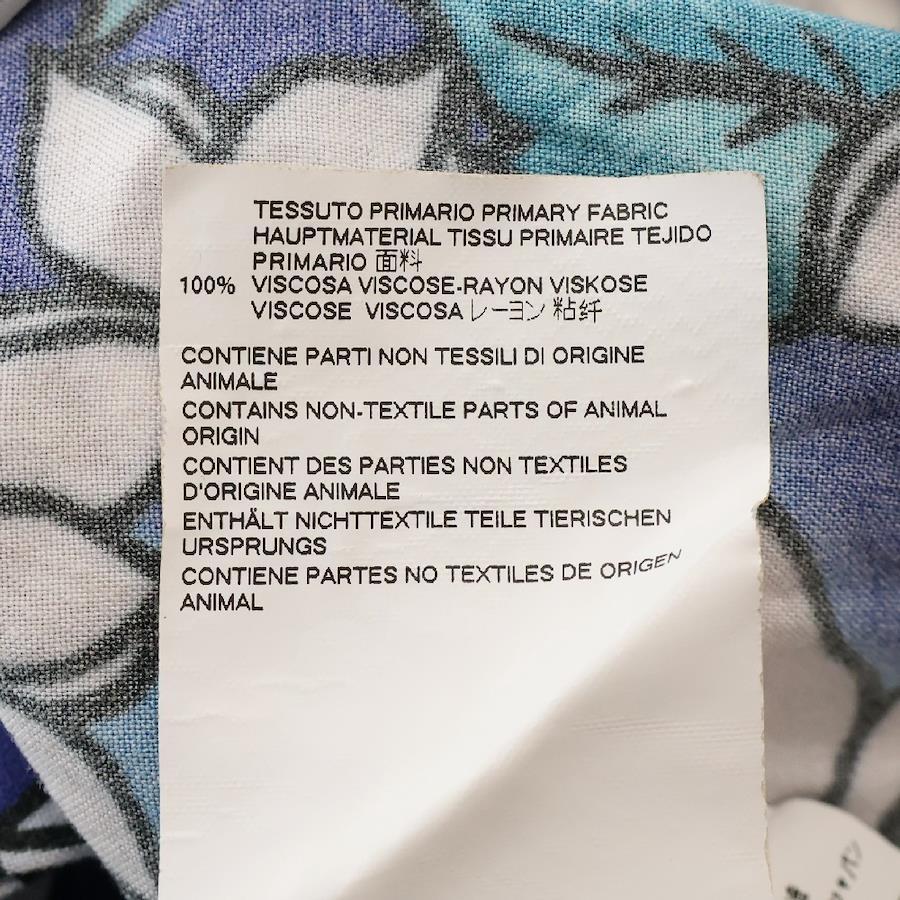 TESSUTO PRIMARIO PRIMARY FABRIC
HAUPTMATERIAL TISSU PRIMAIRE TEJIDO
PRIMARIO 面料
100% VISCOSA VISCOSE-RAYON VISKOSE
VISCOSE VISCOSA レーヨン 粘纤
CONTIENE PARTI NON TESSILI DI ORIGINE
ANIMALE
CONTAINS NON-TEXTILE PARTS OF ANIMAL
ORIGIN
CONTIENT DES PARTIES NON TEXTILES
D'ORIGINE ANIMALE
ENTHÄLT NICHTTEXTILE TEILE TIERISCHEN
URSPRUNGS
CONTIENE PARTES NO TEXTILES DE ORIGEN
ANIMAL